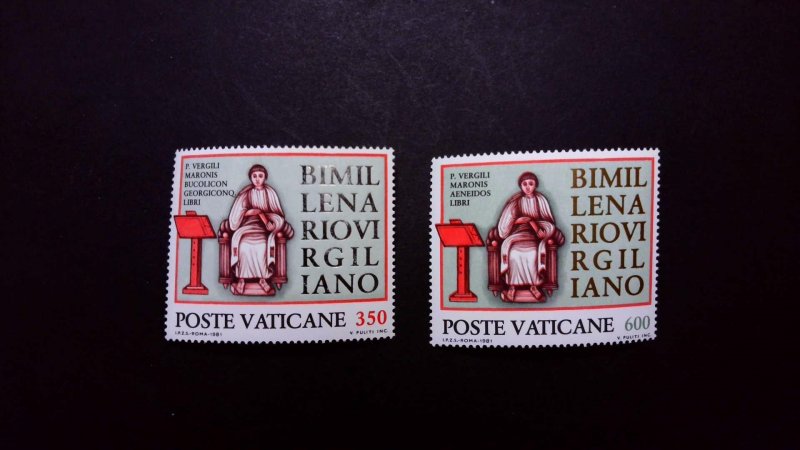 P. VERGILI
MARONIS
BUCOLICON
GEORGICONQ
LIBRI
BIMIL
LENA
RIOVI
RGIL
IANO
POSTE VATICANE 350
I.P.Z.S.-ROMA-1981 V. PULITI INC.
P. VERGILI
MARONIS
AENEIDOS
LIBRI
BIMIL
LENA
RIOVI
RGIL
IANO
POSTE VATICANE 600
I.P.Z.S.-ROMA-1981 V. PULITI INC.